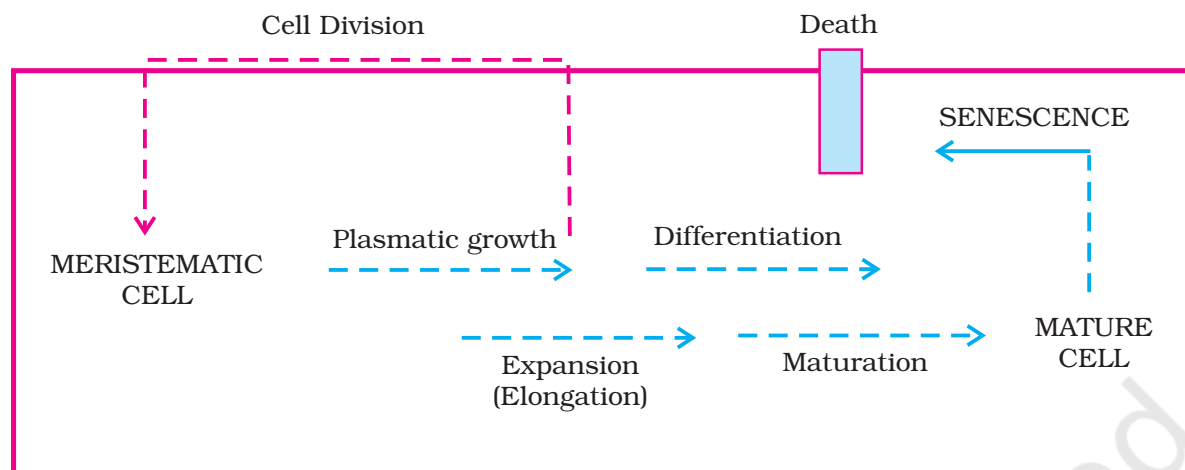 Cell Division
Death
SENESCENCE
Plasmatic growth
Differentiation
MERISTEMATIC
CELL
Expansion
(Elongation)
Maturation
MATURE
CELL